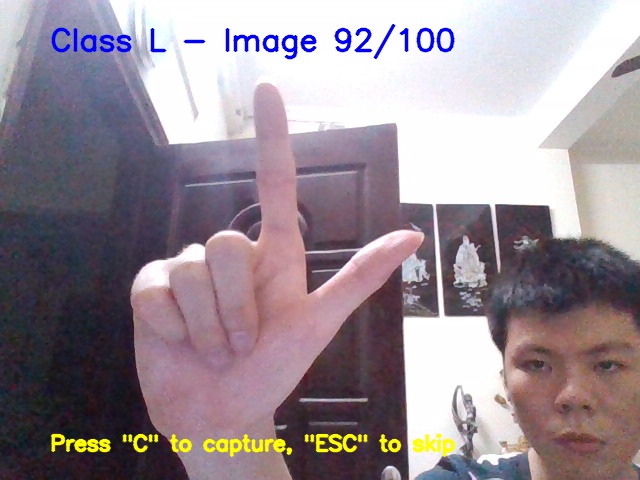 Class L - Image 92/100
Press "C" to capture, "ESC" to skip